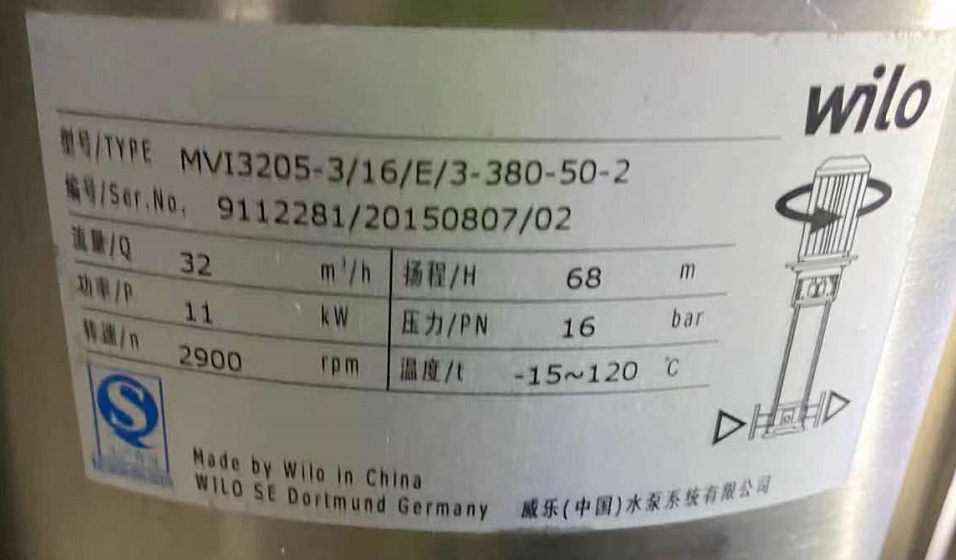 wilo
型号/TYPE MVI3205-3/16/E/3-380-50-2
编号/Ser.No. 9112281/20150807/02
流量/Q 32 m³/h 扬程/H 68 m
功率/P 11 kW 压力/PN 16 bar
转速/n 2900 rpm 温度/t -15~120 ℃
S
Made by Wilo in China
WILO SE Dortmund Germany 威乐(中国)水泵系统有限公司